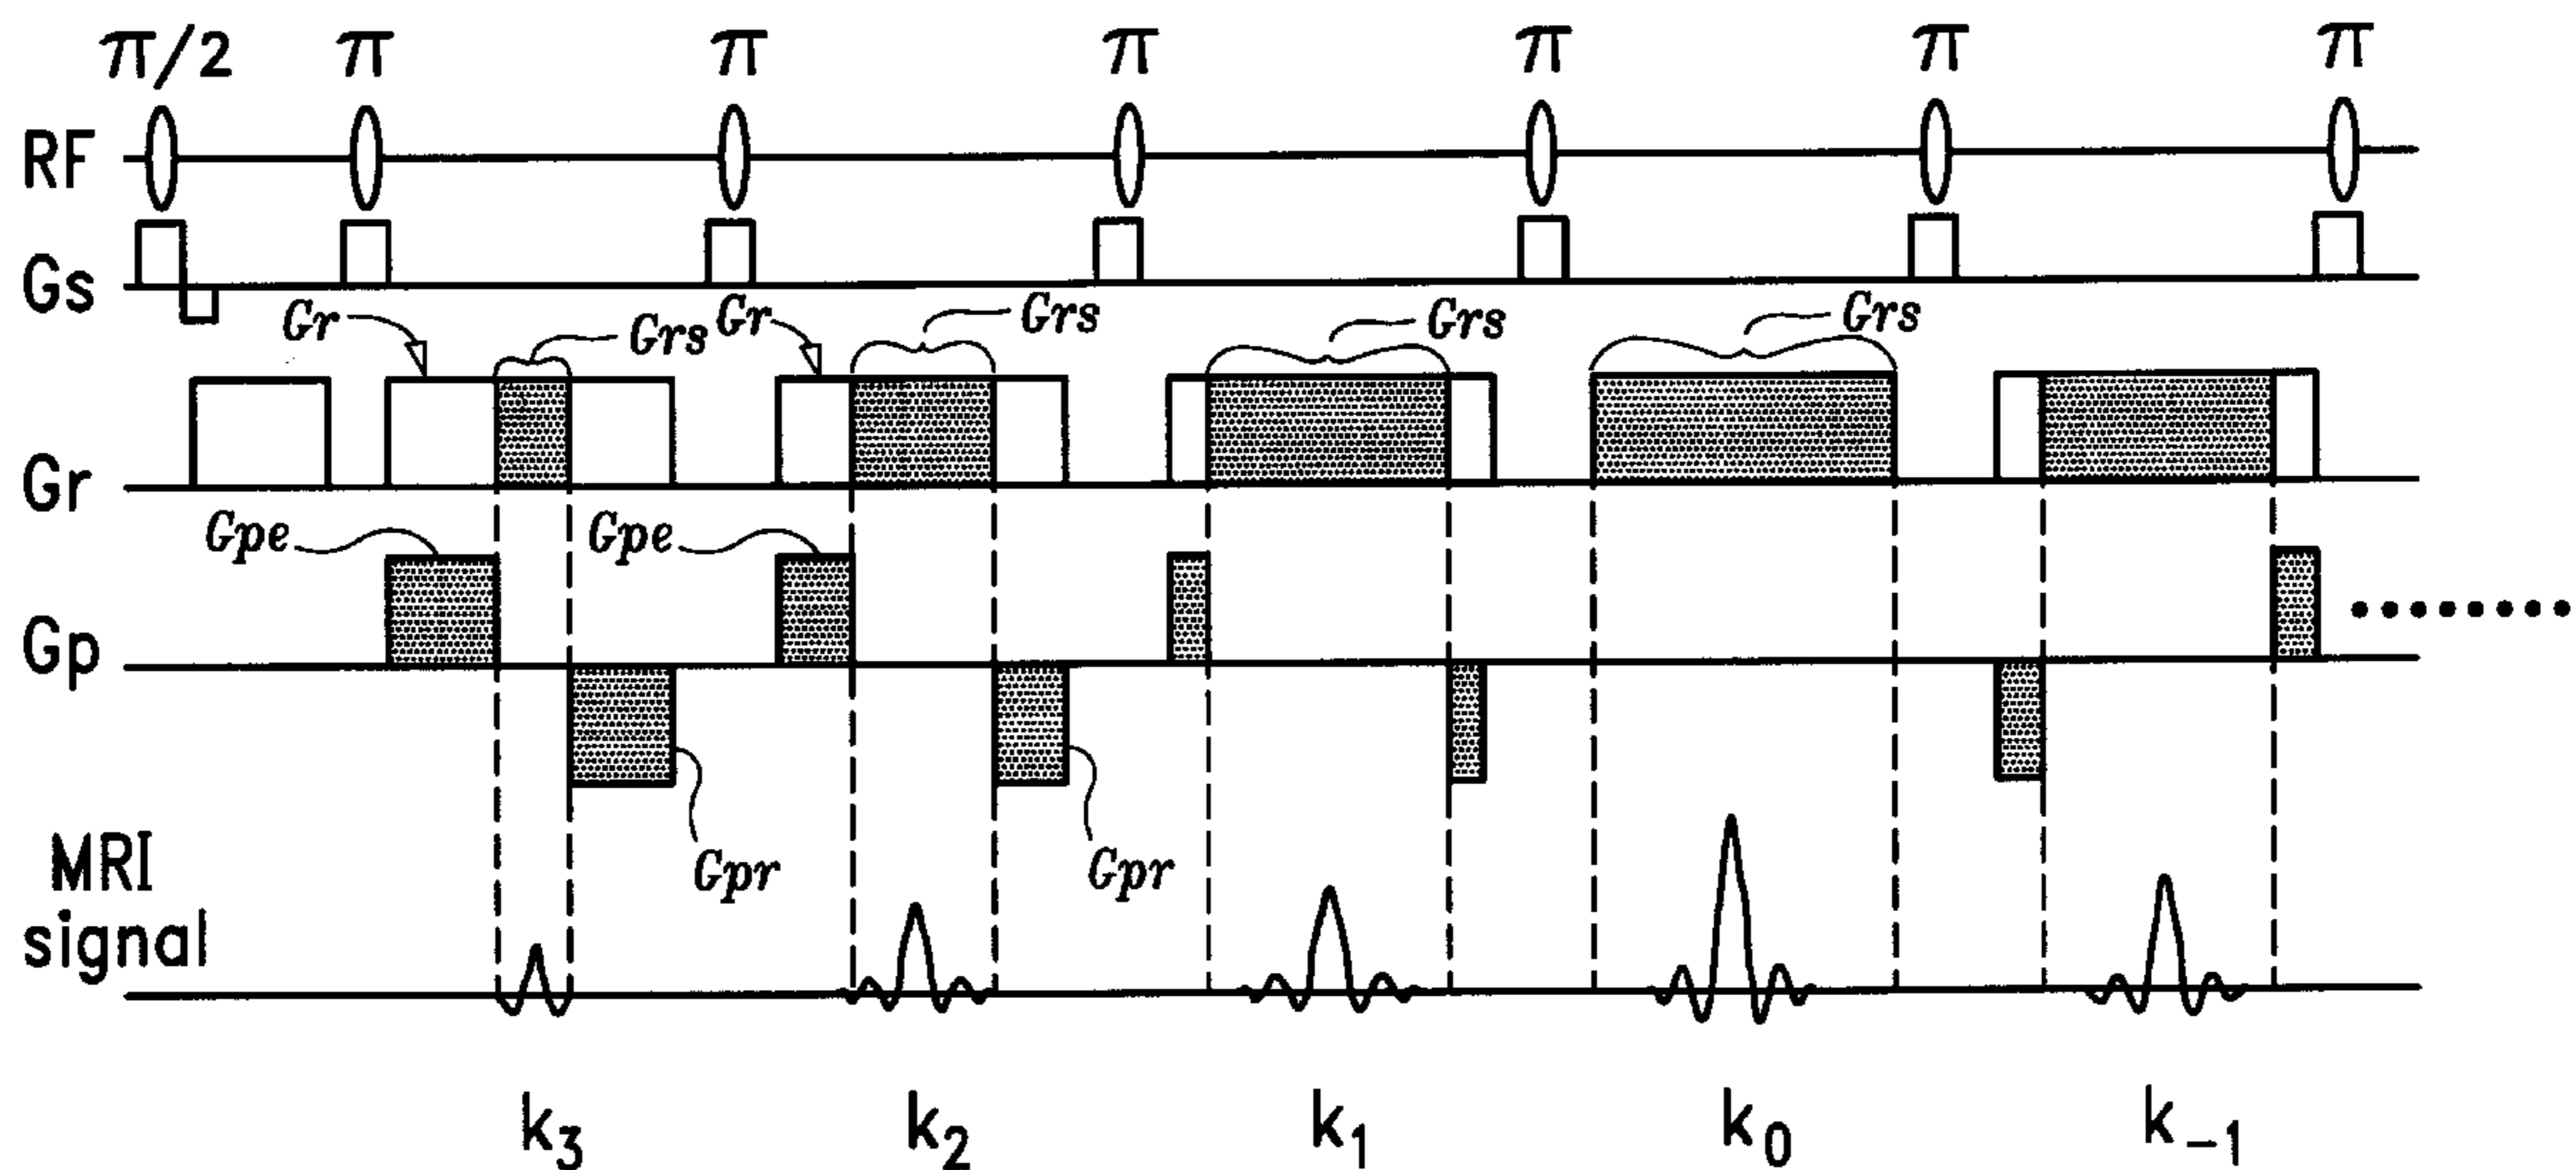 π/2 π π π π π π
RF
Gs
Gr Grs Gr Grs Grs Grs
Gr
Gpe Gpe
Gp
Gpr Gpr
MRI
signal
k₃ k₂ k₁ k₀ k₋₁